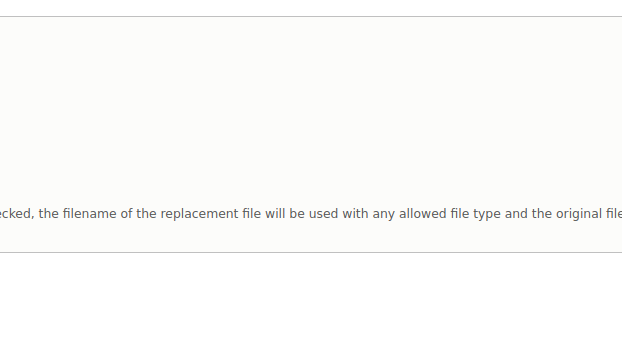 ecked, the filename of the replacement file will be used with any allowed file type and the original file